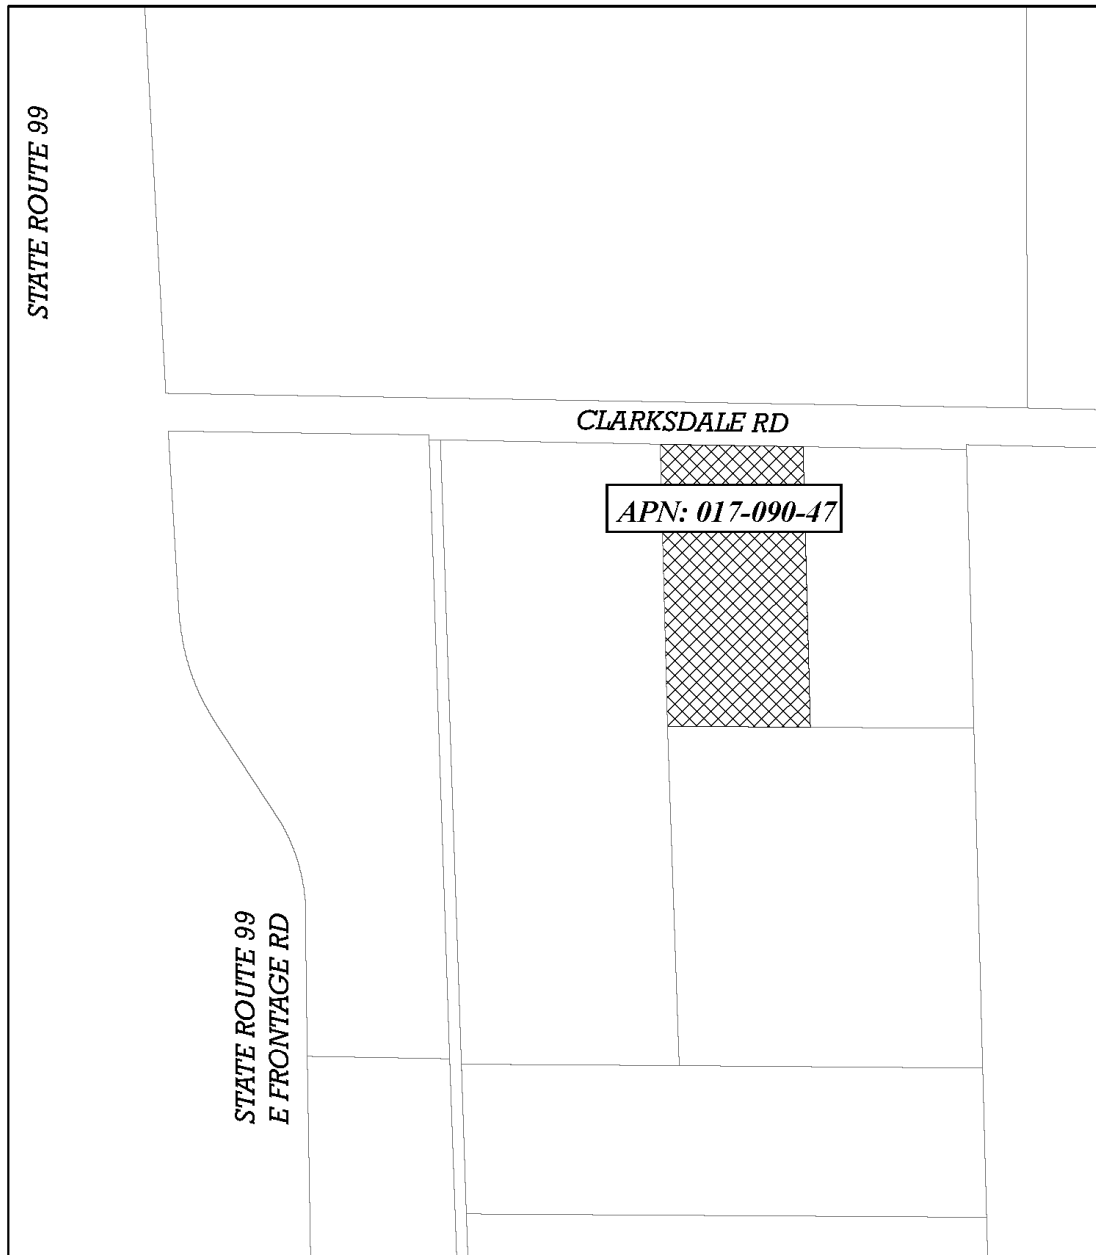 STATE ROUTE 99
CLARKSDALE RD
APN: 017-090-47
STATE ROUTE 99
E FRONTAGE RD